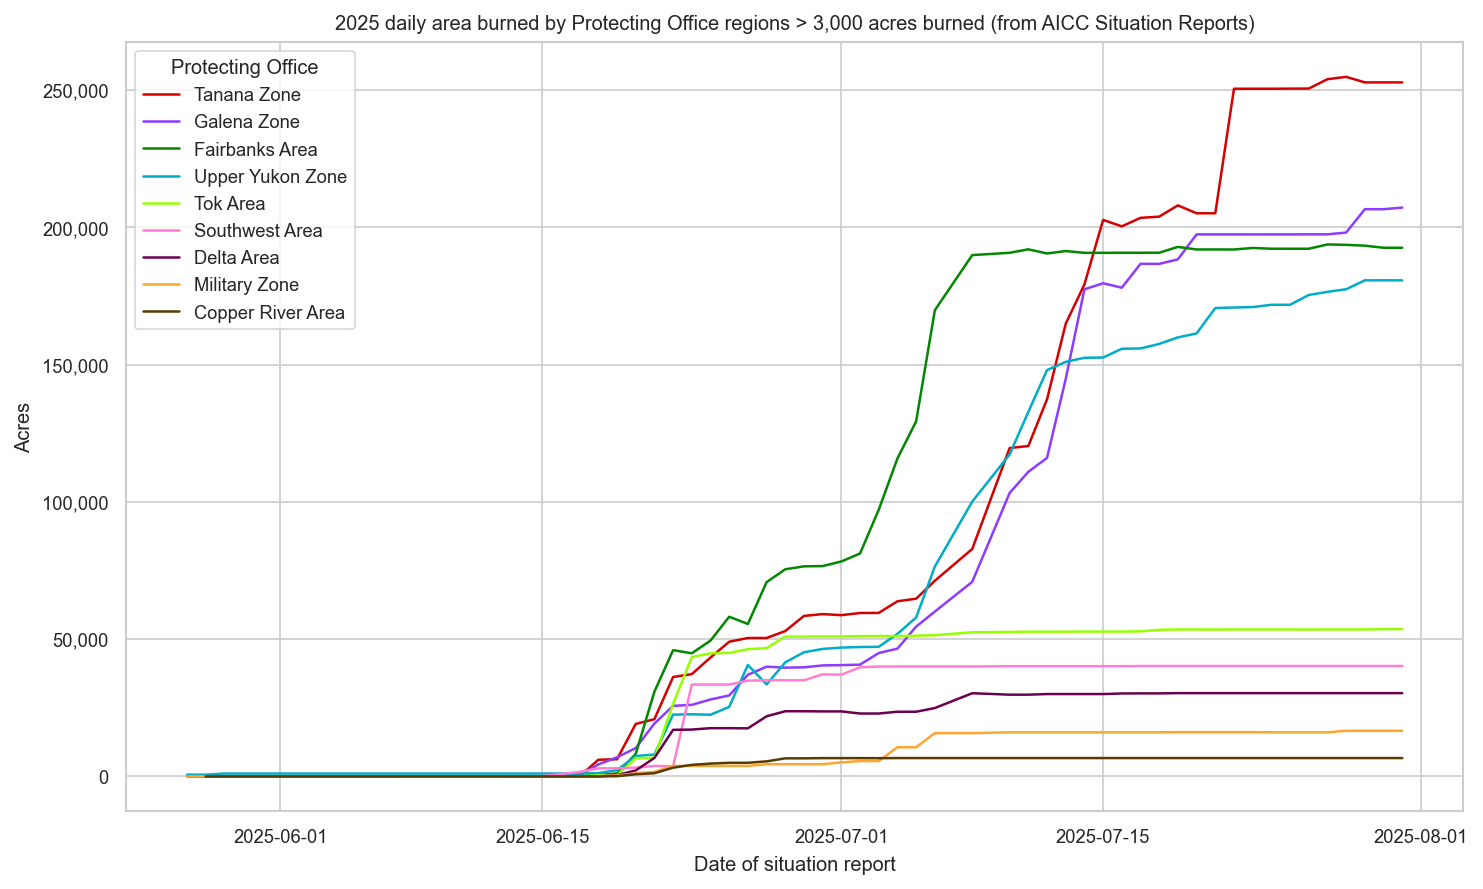 2025 daily area burned by Protecting Office regions > 3,000 acres burned (from AICC Situation Reports)
Protecting Office
Tanana Zone
Galena Zone
Fairbanks Area
Upper Yukon Zone
Tok Area
Southwest Area
Delta Area
Military Zone
Copper River Area
250,000
200,000
150,000
100,000
50,000
0
Acres
2025-06-01
2025-06-15
2025-07-01
2025-07-15
2025-08-01
Date of situation report